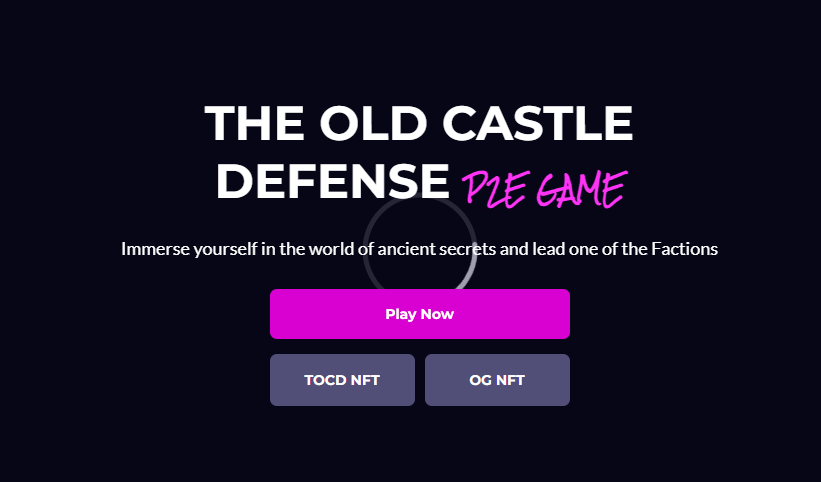 THE OLD CASTLE
DEFENSE P2E GAME
Immerse yourself in the world of ancient secrets and lead one of the Factions
Play Now
TOCD NFT OG NFT